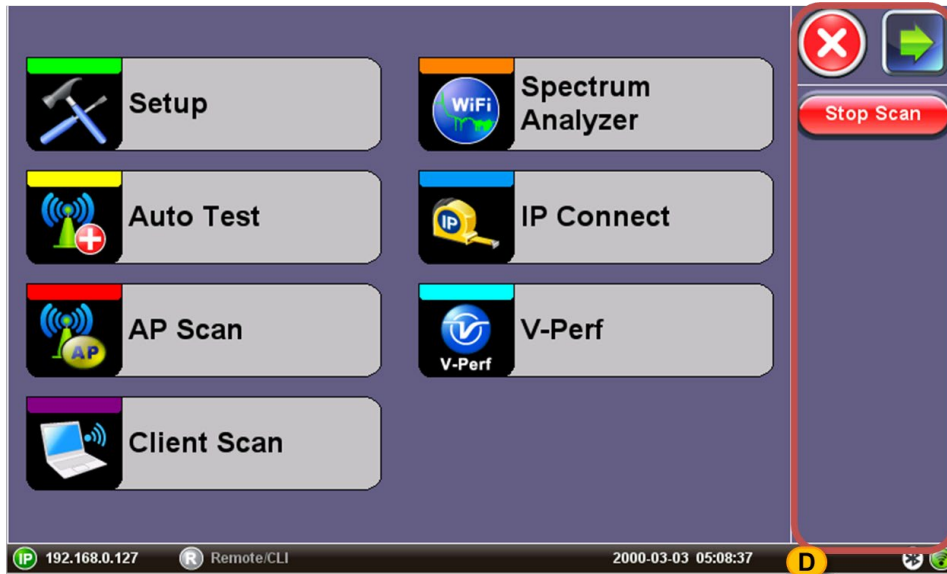 Setup
WiFi
Spectrum
Analyzer
Stop Scan
Auto Test
IP
IP Connect
AP
AP Scan
V-Perf
V-Perf
Client Scan
IP 192.168.0.127
R Remote/CLI
2000-03-03 05:08:37
D